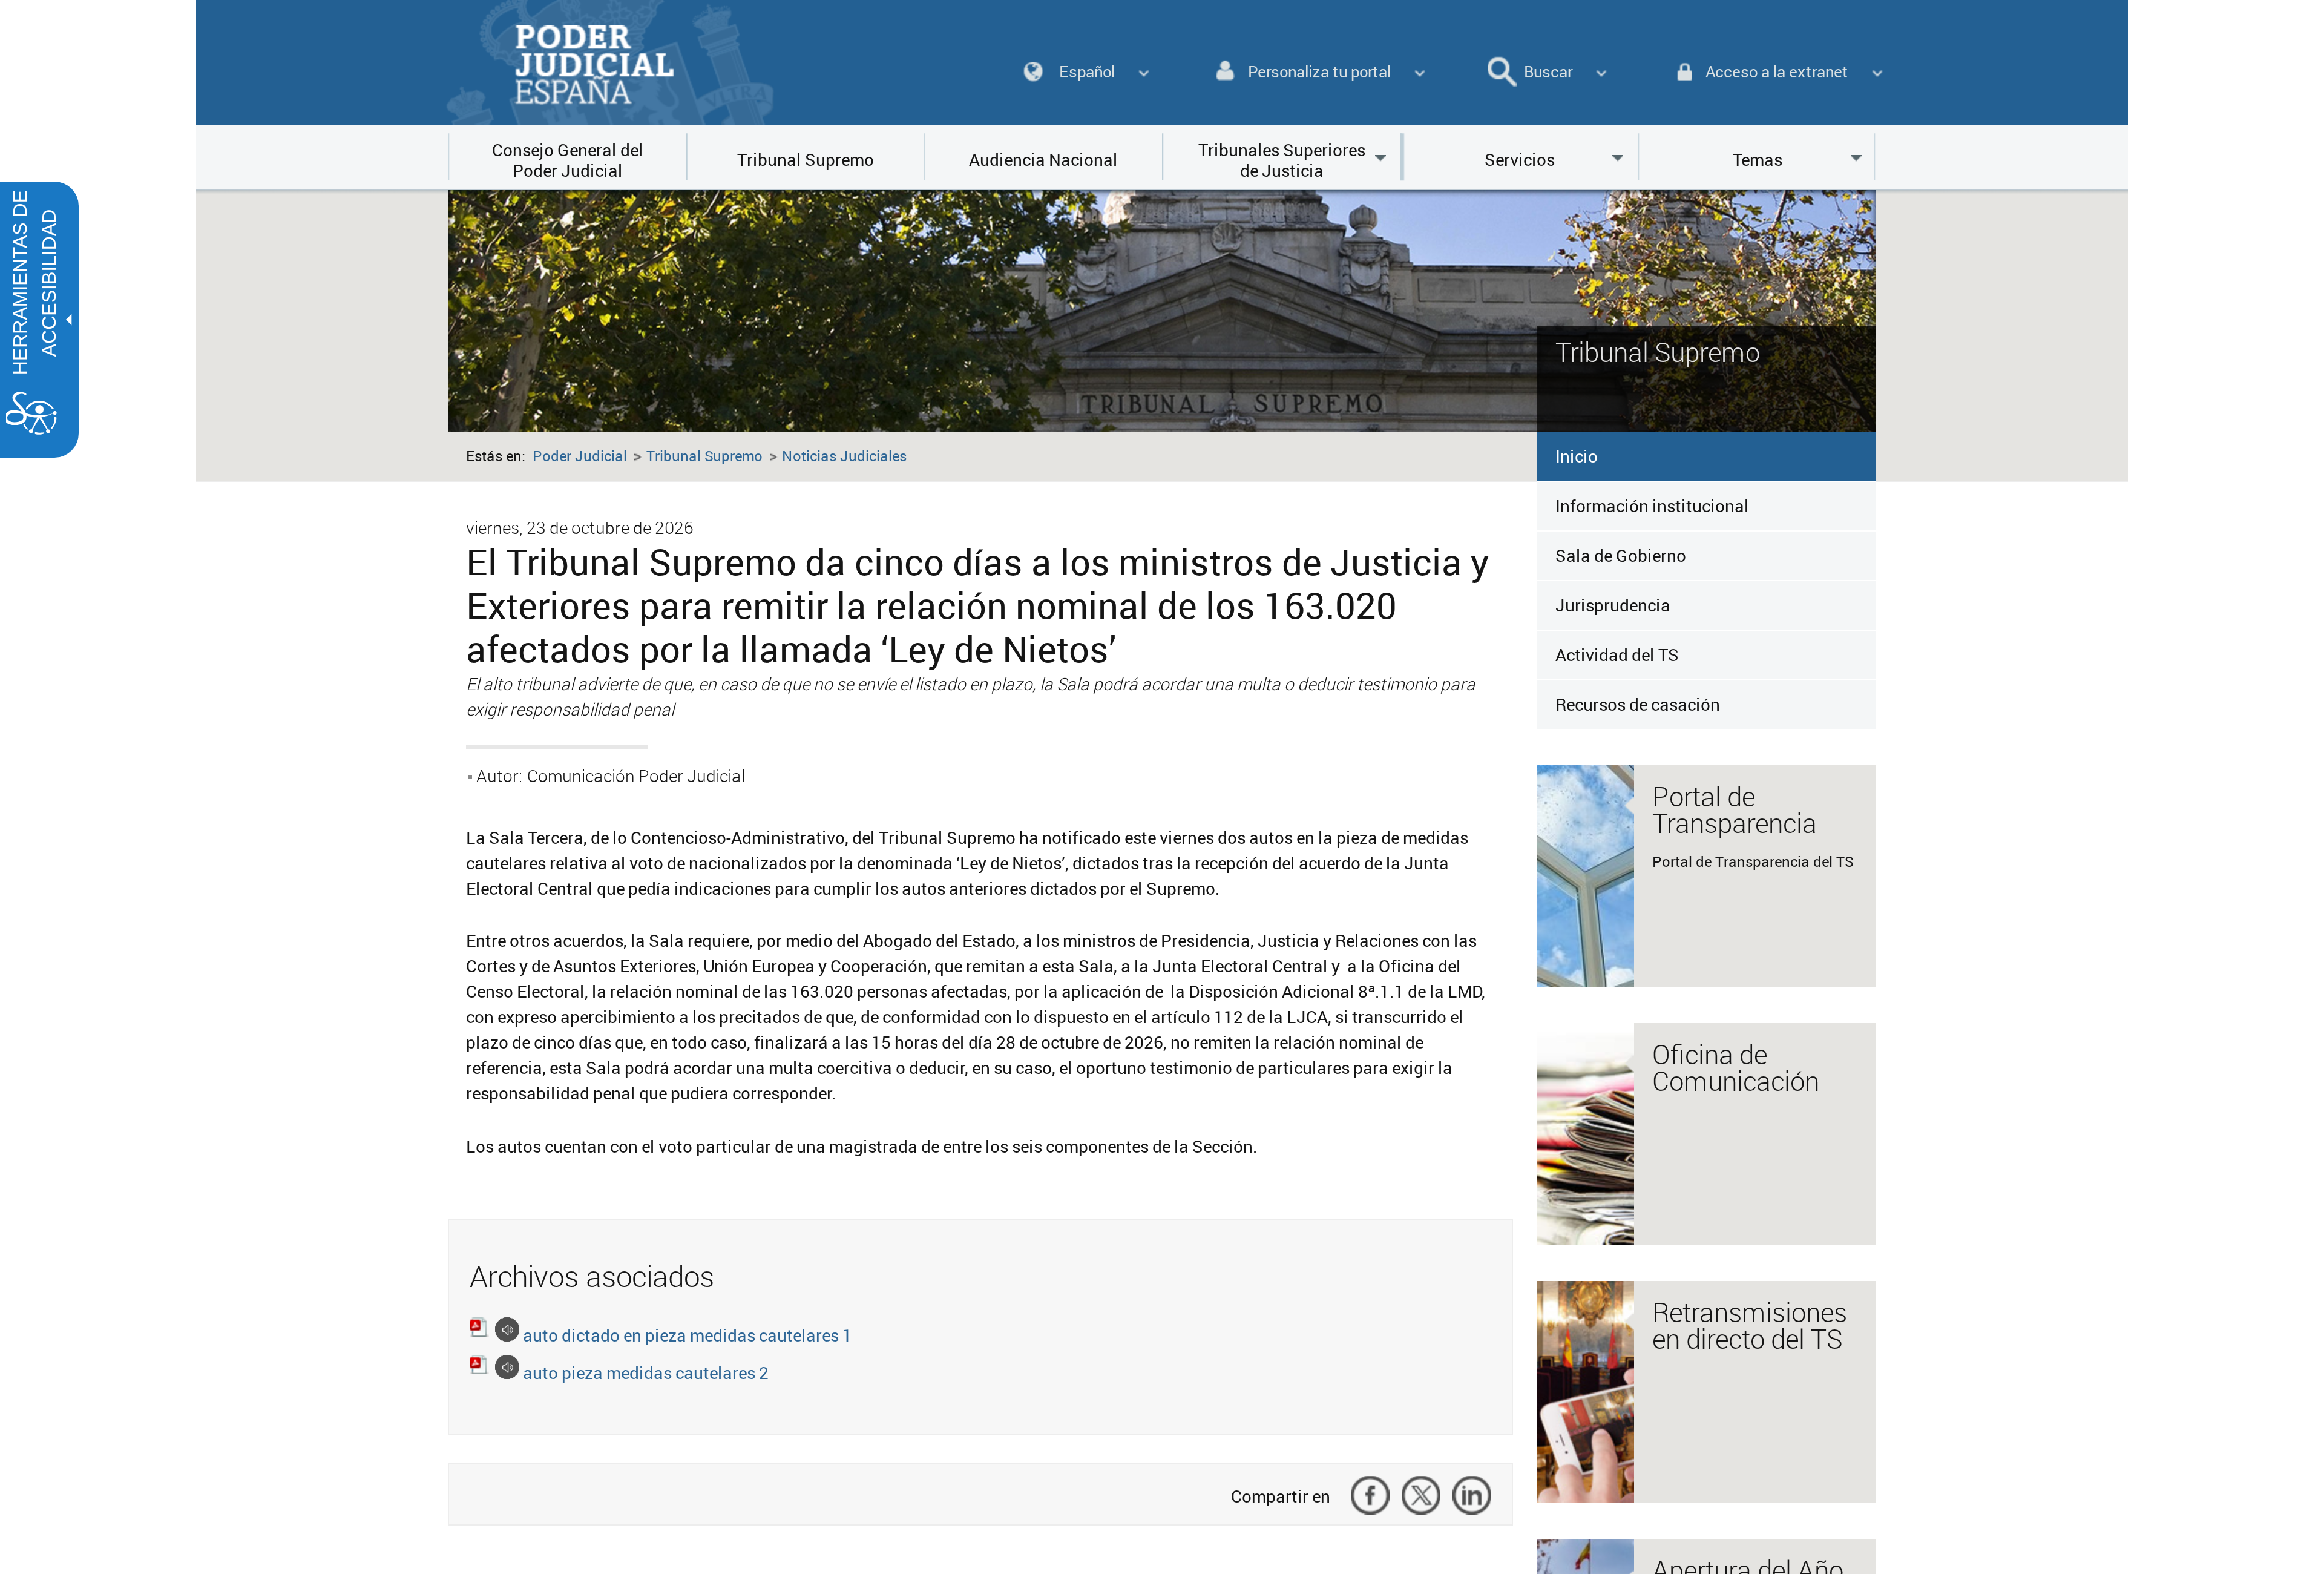 PODER
JUDICIAL
ESPAÑA
VLTRA
Español
Personaliza tu portal
Buscar
Acceso a la extranet
Consejo General del
Poder Judicial
Tribunal Supremo
Audiencia Nacional
Tribunales Superiores
de Justicia
Servicios
Temas
HERRAMIENTAS DE
ACCESIBILIDAD
TRIBUNAL SUPREMO
Tribunal Supremo
Estás en: Poder Judicial > Tribunal Supremo > Noticias Judiciales
Inicio
Información institucional
Sala de Gobierno
Jurisprudencia
Actividad del TS
Recursos de casación
viernes, 23 de octubre de 2026
El Tribunal Supremo da cinco días a los ministros de Justicia y
Exteriores para remitir la relación nominal de los 163.020
afectados por la llamada ‘Ley de Nietos’
El alto tribunal advierte de que, en caso de que no se envíe el listado en plazo, la Sala podrá acordar una multa o deducir testimonio para
exigir responsabilidad penal
Autor: Comunicación Poder Judicial
La Sala Tercera, de lo Contencioso-Administrativo, del Tribunal Supremo ha notificado este viernes dos autos en la pieza de medidas
cautelares relativa al voto de nacionalizados por la denominada ‘Ley de Nietos’, dictados tras la recepción del acuerdo de la Junta
Electoral Central que pedía indicaciones para cumplir los autos anteriores dictados por el Supremo.
Entre otros acuerdos, la Sala requiere, por medio del Abogado del Estado, a los ministros de Presidencia, Justicia y Relaciones con las
Cortes y de Asuntos Exteriores, Unión Europea y Cooperación, que remitan a esta Sala, a la Junta Electoral Central y a la Oficina del
Censo Electoral, la relación nominal de las 163.020 personas afectadas, por la aplicación de la Disposición Adicional 8ª.1.1 de la LMD,
con expreso apercibimiento a los precitados de que, de conformidad con lo dispuesto en el artículo 112 de la LJCA, si transcurrido el
plazo de cinco días que, en todo caso, finalizará a las 15 horas del día 28 de octubre de 2026, no remiten la relación nominal de
referencia, esta Sala podrá acordar una multa coercitiva o deducir, en su caso, el oportuno testimonio de particulares para exigir la
responsabilidad penal que pudiera corresponder.
Los autos cuentan con el voto particular de una magistrada de entre los seis componentes de la Sección.
Archivos asociados
auto dictado en pieza medidas cautelares 1
auto pieza medidas cautelares 2
Compartir en
Portal de
Transparencia
Portal de Transparencia del TS
Oficina de
Comunicación
Retransmisiones
en directo del TS
Apertura del Año